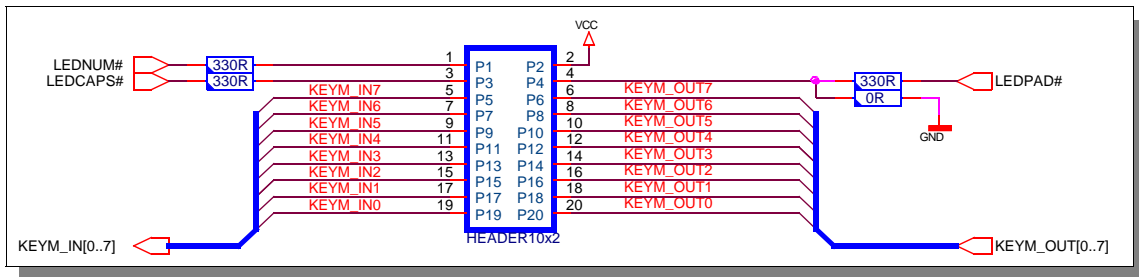 VCC
LEDNUM# 330R 1 P1 P2 2
LEDCAPS# 330R 3 P3 P4 4 330R LEDPAD#
KEYM_IN7 5 P5 P6 6 KEYM_OUT7 0R
KEYM_IN6 7 P7 P8 8 KEYM_OUT6
KEYM_IN5 9 P9 P10 10 KEYM_OUT5
GND
KEYM_IN4 11 P11 P12 12 KEYM_OUT4
KEYM_IN3 13 P13 P14 14 KEYM_OUT3
KEYM_IN2 15 P15 P16 16 KEYM_OUT2
KEYM_IN1 17 P17 P18 18 KEYM_OUT1
KEYM_IN0 19 P19 P20 20 KEYM_OUT0
HEADER10x2
KEYM_IN[0..7] KEYM_OUT[0..7]